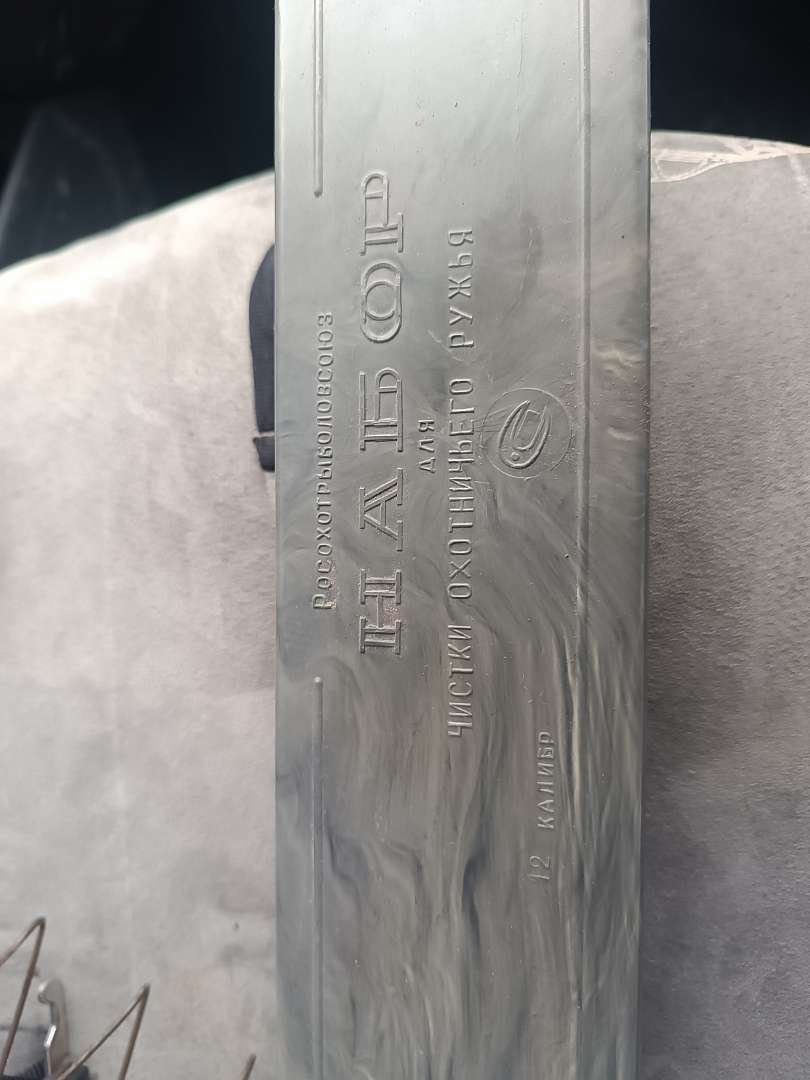 Росохотрыболовсоюз
НАБОР
ДЛЯ
ЧИСТКИ ОХОТНИЧЬЕГО РУЖЬЯ
12 КАЛИБР